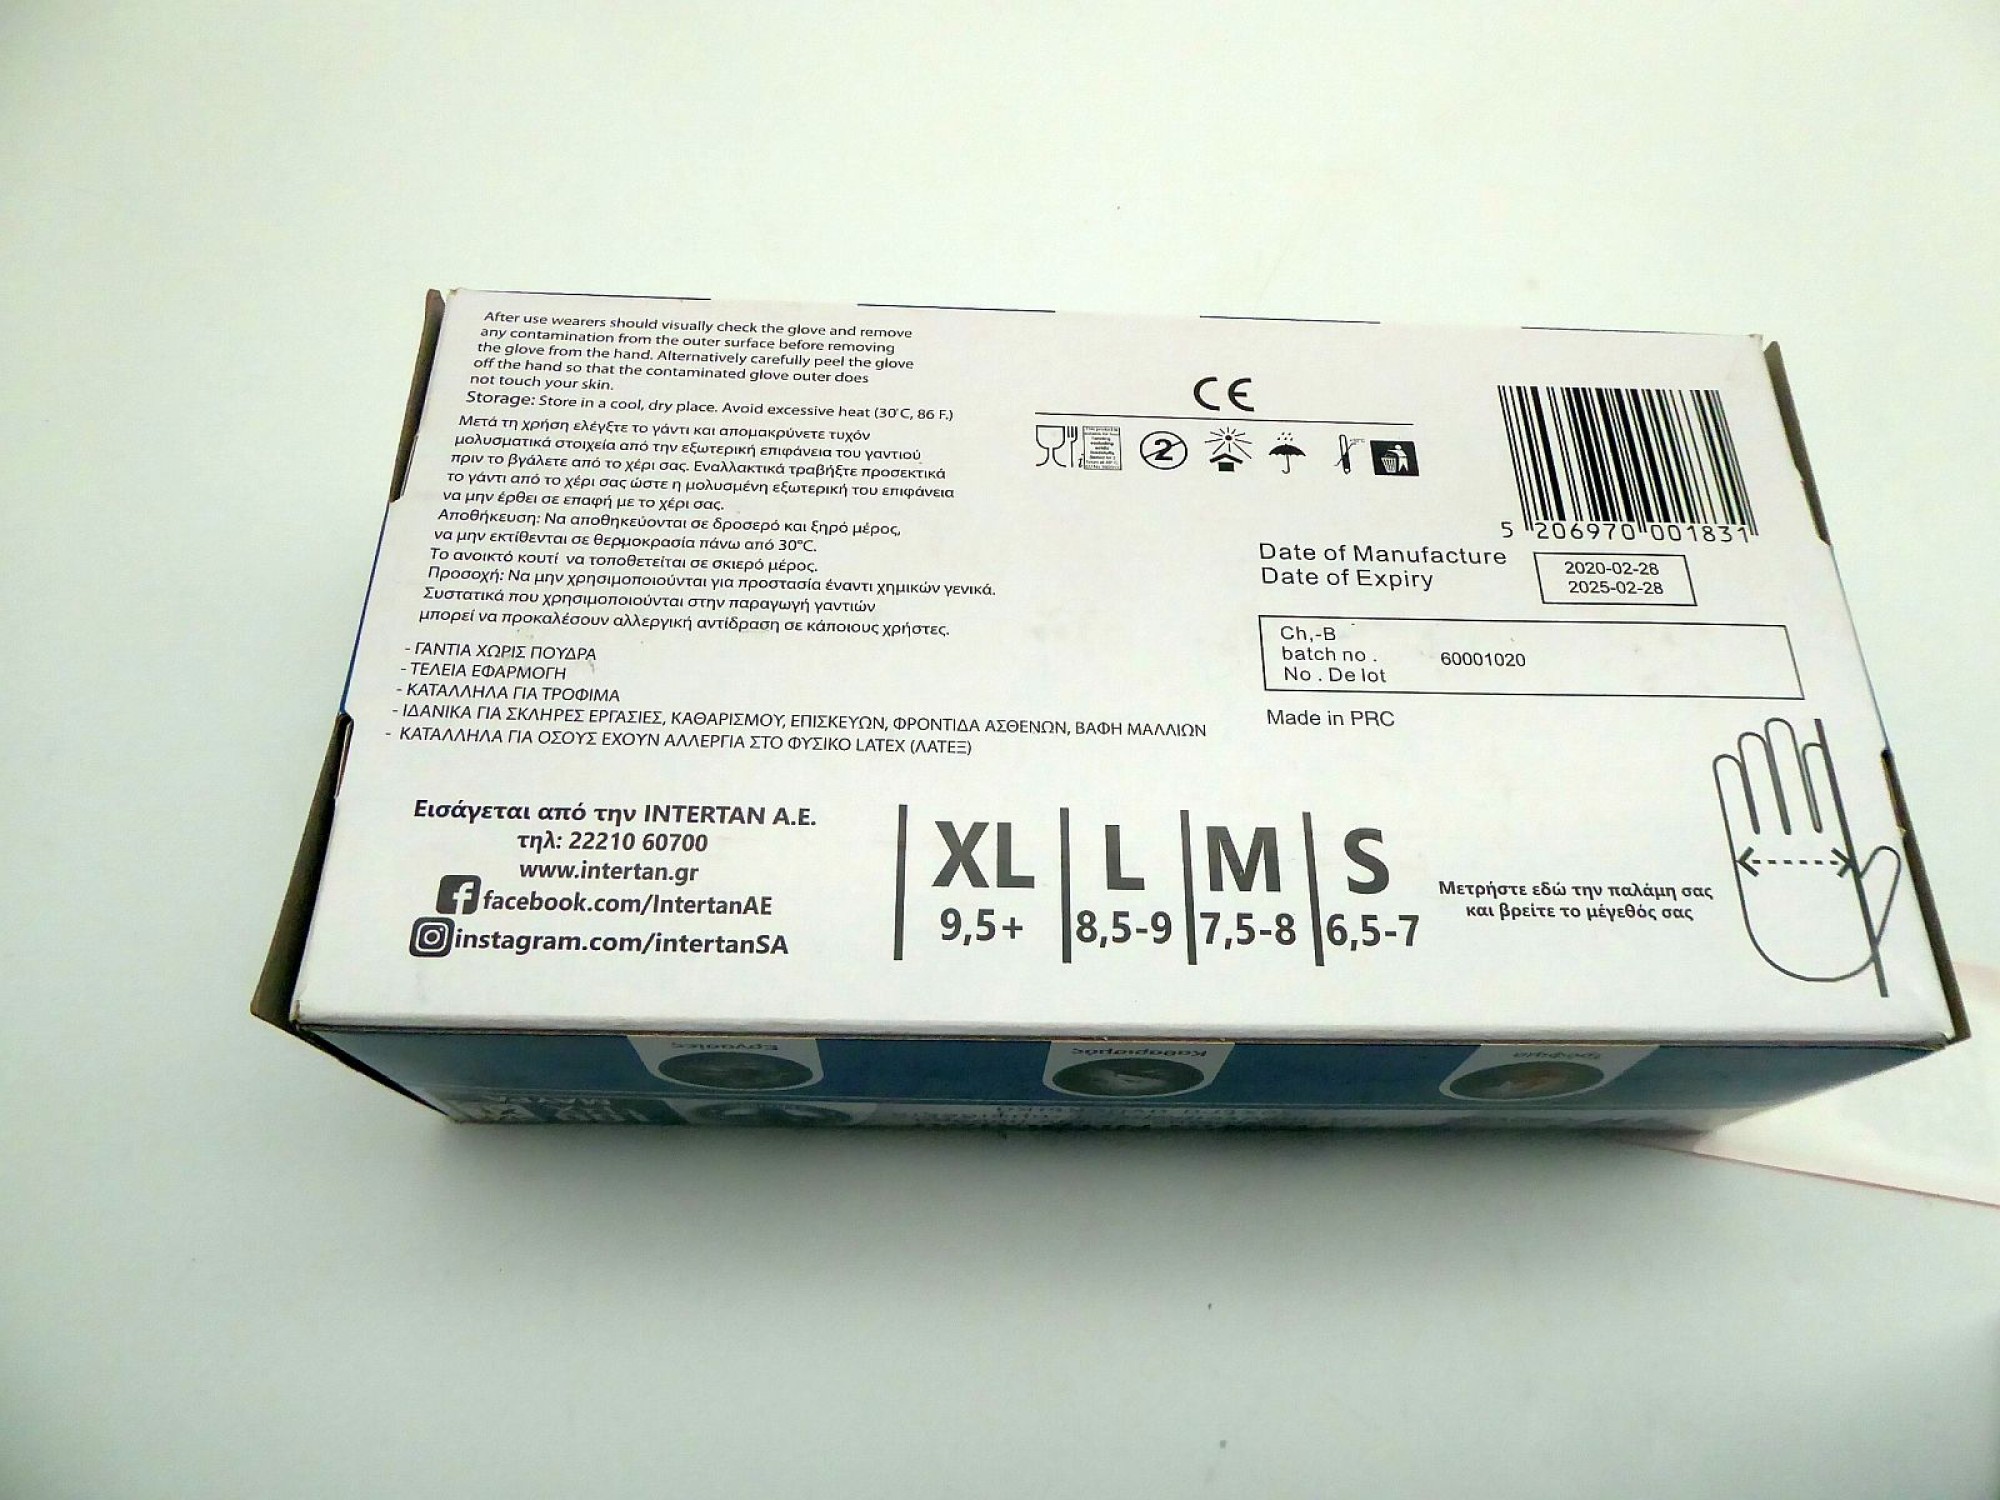 After use wearers should visually check the glove and remove
any contamination from the outer surface before removing
the glove from the hand. Alternatively carefully peel the glove
off the hand so that the contaminated glove outer does
not touch your skin.
Storage: Store in a cool, dry place. Avoid excessive heat (30°C, 86 F.)
Μετά τη χρήση ελέγξτε το γάντι και απομακρύνετε τυχόν
μολυσματικά στοιχεία από την εξωτερική επιφάνεια του γαντιού
πριν το βγάλετε από το χέρι σας. Εναλλακτικά τραβήξτε προσεκτικά
το γάντι από το χέρι σας ώστε η μολυσμένη εξωτερική του επιφάνεια
να μην έρθει σε επαφή με το χέρι σας.
Αποθήκευση: Να αποθηκεύονται σε δροσερό και ξηρό μέρος,
να μην εκτίθενται σε θερμοκρασία πάνω από 30°C.
Το ανοικτό κουτί να τοποθετείται σε σκιερό μέρος.
Προσοχή: Να μην χρησιμοποιούνται για προστασία έναντι χημικών γενικά.
Συστατικά που χρησιμοποιούνται στην παραγωγή γαντιών
μπορεί να προκαλέσουν αλλεργική αντίδραση σε κάποιους χρήστες.
- ΓΑΝΤΙΑ ΧΩΡΙΣ ΠΟΥΔΡΑ
- ΤΕΛΕΙΑ ΕΦΑΡΜΟΓΗ
- ΚΑΤΑΛΛΗΛΑ ΓΙΑ ΤΡΟΦΙΜΑ
- ΙΔΑΝΙΚΑ ΓΙΑ ΣΚΛΗΡΕΣ ΕΡΓΑΣΙΕΣ, ΚΑΘΑΡΙΣΜΟΥ, ΕΠΙΣΚΕΥΩΝ, ΦΡΟΝΤΙΔΑ ΑΣΘΕΝΩΝ, ΒΑΦΗ ΜΑΛΛΙΩΝ
- ΚΑΤΑΛΛΗΛΑ ΓΙΑ ΟΣΟΥΣ ΕΧΟΥΝ ΑΛΛΕΡΓΙΑ ΣΤΟ ΦΥΣΙΚΟ LATEX (ΛΑΤΕΞ)
CE
2
5 206970 001831
Date of Manufacture 2020-02-28
Date of Expiry 2025-02-28
Ch,-B
batch no . 60001020
No . De lot
Made in PRC
Εισάγεται από την INTERTAN A.E.
τηλ: 22210 60700
www.intertan.gr
facebook.com/IntertanAE
instagram.com/intertanSA
XL L M S
9,5+ 8,5-9 7,5-8 6,5-7
Μετρήστε εδώ την παλάμη σας
και βρείτε το μέγεθός σας
Εργασίες Καθαρισμός Τρόφιμα